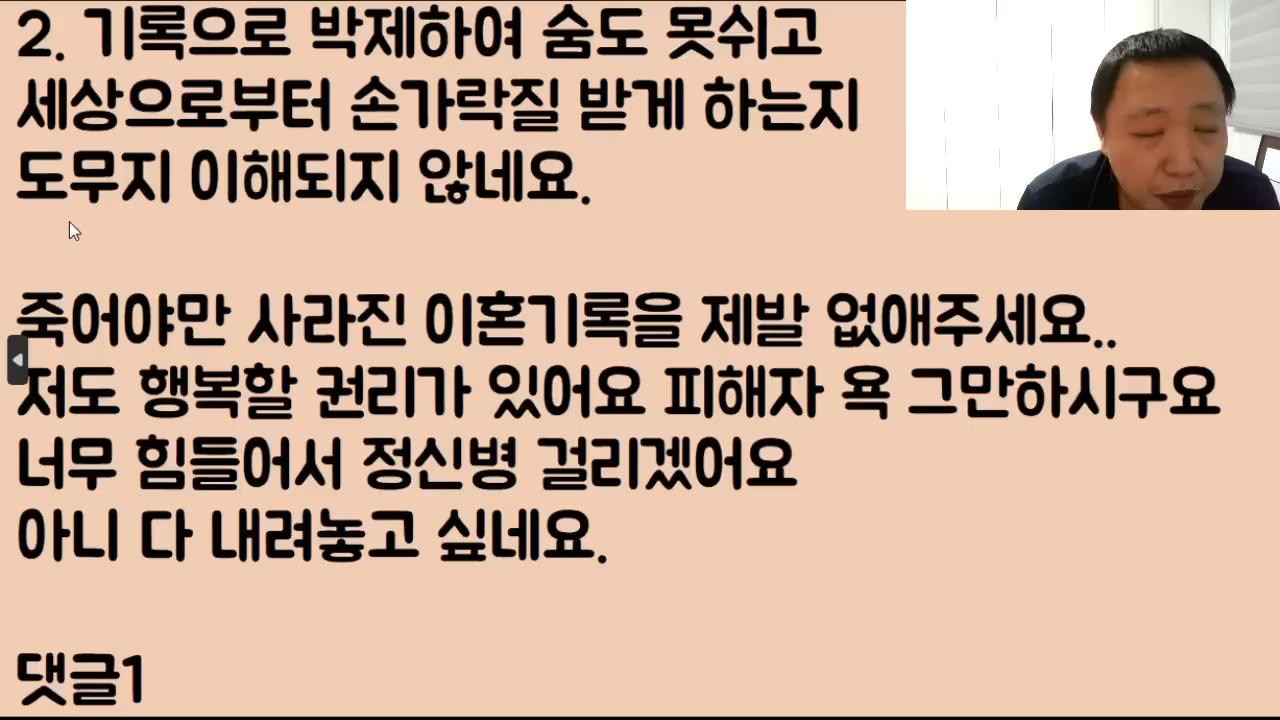 2. 기록으로 박제하여 숨도 못쉬고
세상으로부터 손가락질 받게 하는지
도무지 이해되지 않네요.
죽어야만 사라진 이혼기록을 제발 없애주세요..
저도 행복할 권리가 있어요 피해자 욕 그만하시구요
너무 힘들어서 정신병 걸리겠어요
아니 다 내려놓고 싶네요.
댓글1